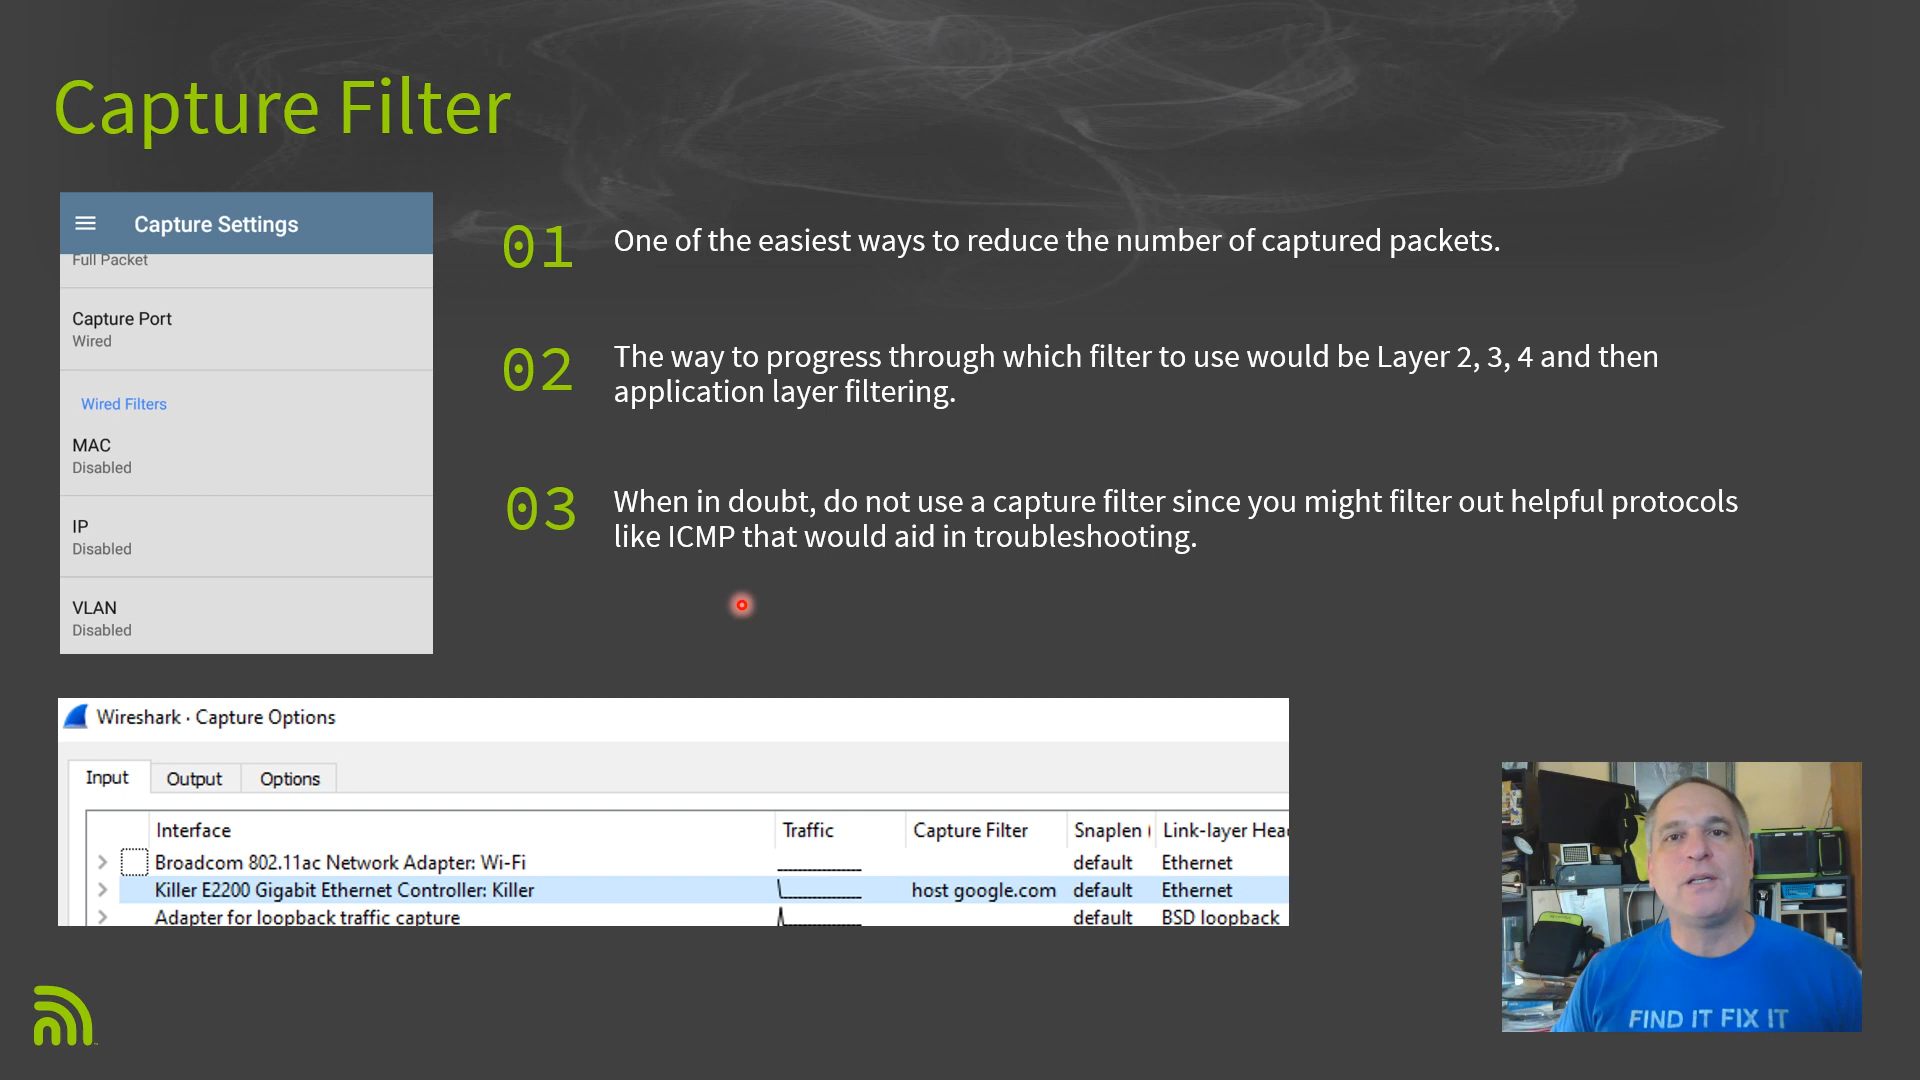 Capture Filter
Capture Settings
Full Packet
Capture Port
Wired
Wired Filters
MAC
Disabled
IP
Disabled
VLAN
Disabled
01
One of the easiest ways to reduce the number of captured packets.
02
The way to progress through which filter to use would be Layer 2, 3, 4 and then
application layer filtering.
03
When in doubt, do not use a capture filter since you might filter out helpful protocols
like ICMP that would aid in troubleshooting.
Wireshark · Capture Options
Input Output Options
Interface Traffic Capture Filter Snaplen ( Link-layer Hea
Broadcom 802.11ac Network Adapter: Wi-Fi default Ethernet
Killer E2200 Gigabit Ethernet Controller: Killer host google.com default Ethernet
Adapter for loopback traffic capture default BSD loopback
FIND IT FIX IT